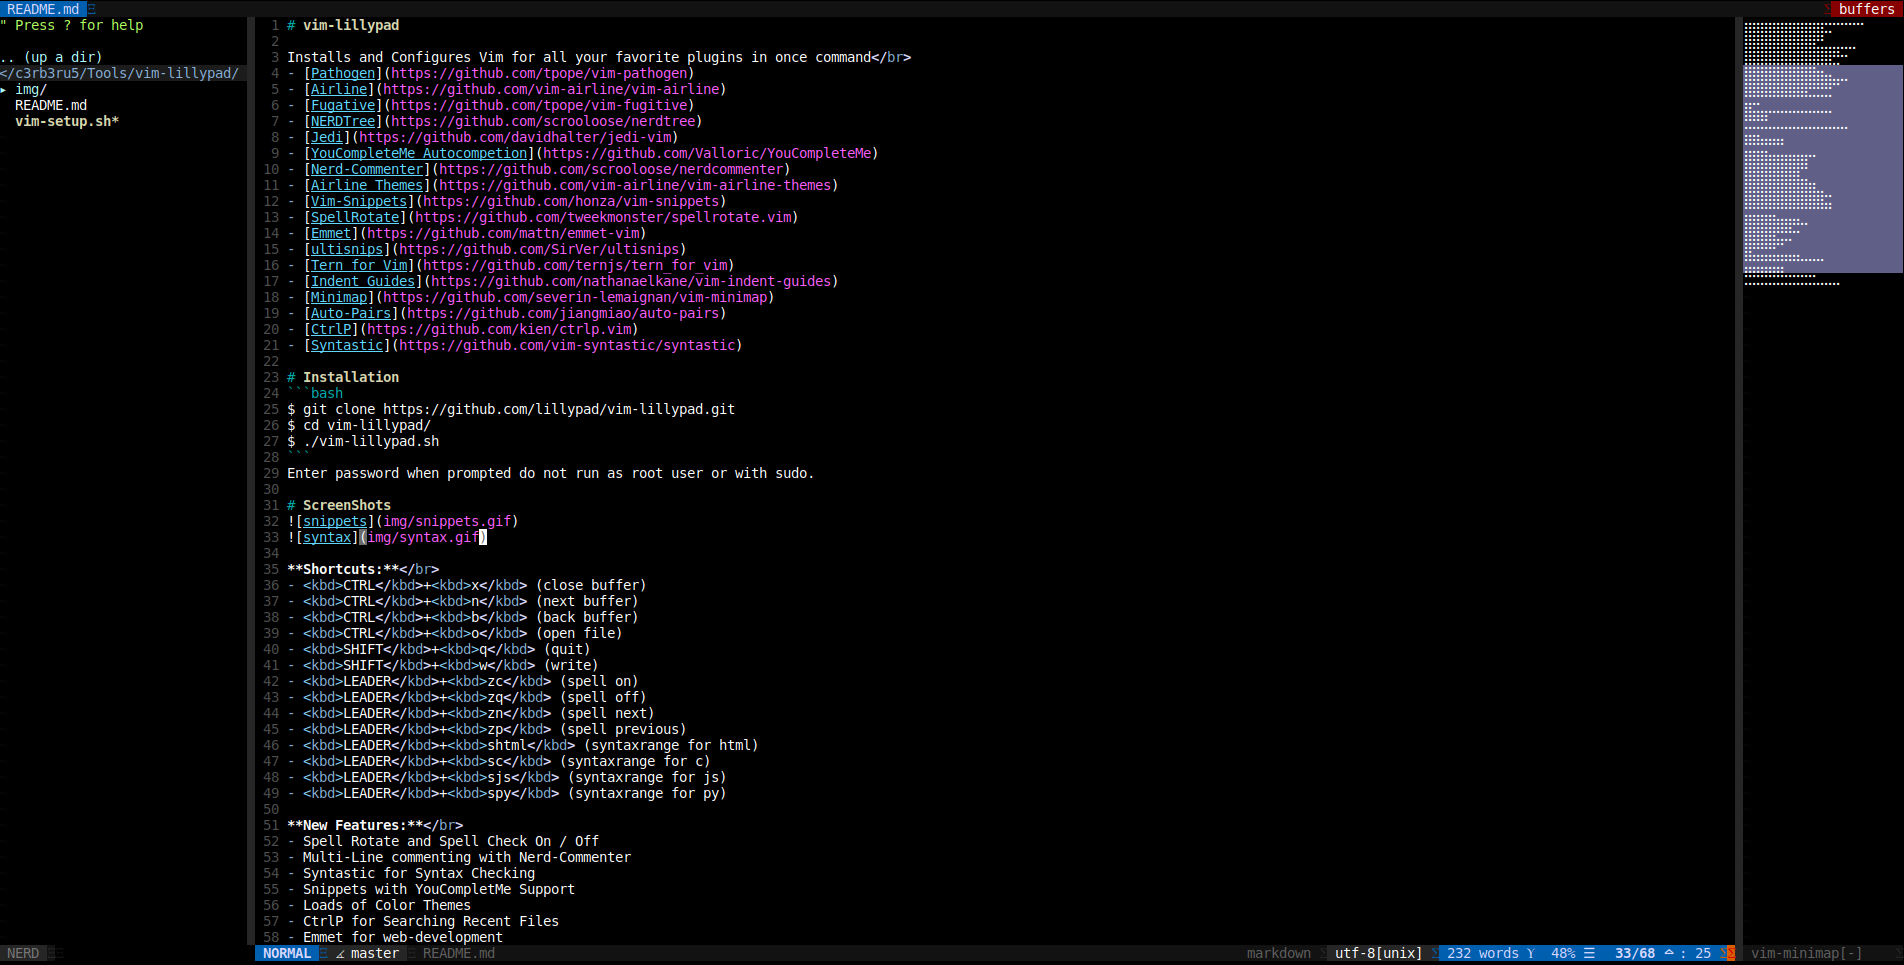 README.md
buffers
" Press ? for help
.. (up a dir)
</c3rb3ru5/Tools/vim-lillypad/
▸ img/
README.md
vim-setup.sh*
1 # vim-lillypad
2
3 Installs and Configures Vim for all your favorite plugins in once command</br>
4 - [Pathogen](https://github.com/tpope/vim-pathogen)
5 - [Airline](https://github.com/vim-airline/vim-airline)
6 - [Fugative](https://github.com/tpope/vim-fugitive)
7 - [NERDTree](https://github.com/scrooloose/nerdtree)
8 - [Jedi](https://github.com/davidhalter/jedi-vim)
9 - [YouCompleteMe Autocompetion](https://github.com/Valloric/YouCompleteMe)
10 - [Nerd-Commenter](https://github.com/scrooloose/nerdcommenter)
11 - [Airline Themes](https://github.com/vim-airline/vim-airline-themes)
12 - [Vim-Snippets](https://github.com/honza/vim-snippets)
13 - [SpellRotate](https://github.com/tweekmonster/spellrotate.vim)
14 - [Emmet](https://github.com/mattn/emmet-vim)
15 - [ultisnips](https://github.com/SirVer/ultisnips)
16 - [Tern for Vim](https://github.com/ternjs/tern_for_vim)
17 - [Indent Guides](https://github.com/nathanaelkane/vim-indent-guides)
18 - [Minimap](https://github.com/severin-lemaignan/vim-minimap)
19 - [Auto-Pairs](https://github.com/jiangmiao/auto-pairs)
20 - [CtrlP](https://github.com/kien/ctrlp.vim)
21 - [Syntastic](https://github.com/vim-syntastic/syntastic)
22
23 # Installation
24 ```bash
25 $ git clone https://github.com/lillypad/vim-lillypad.git
26 $ cd vim-lillypad/
27 $ ./vim-lillypad.sh
28 ```
29 Enter password when prompted do not run as root user or with sudo.
30
31 # ScreenShots
32 ![snippets](img/snippets.gif)
33 ![syntax](img/syntax.gif)
34
35 **Shortcuts:**</br>
36 - <kbd>CTRL</kbd>+<kbd>x</kbd> (close buffer)
37 - <kbd>CTRL</kbd>+<kbd>n</kbd> (next buffer)
38 - <kbd>CTRL</kbd>+<kbd>b</kbd> (back buffer)
39 - <kbd>CTRL</kbd>+<kbd>o</kbd> (open file)
40 - <kbd>SHIFT</kbd>+<kbd>q</kbd> (quit)
41 - <kbd>SHIFT</kbd>+<kbd>w</kbd> (write)
42 - <kbd>LEADER</kbd>+<kbd>zc</kbd> (spell on)
43 - <kbd>LEADER</kbd>+<kbd>zq</kbd> (spell off)
44 - <kbd>LEADER</kbd>+<kbd>zn</kbd> (spell next)
45 - <kbd>LEADER</kbd>+<kbd>zp</kbd> (spell previous)
46 - <kbd>LEADER</kbd>+<kbd>shtml</kbd> (syntaxrange for html)
47 - <kbd>LEADER</kbd>+<kbd>sc</kbd> (syntaxrange for c)
48 - <kbd>LEADER</kbd>+<kbd>sjs</kbd> (syntaxrange for js)
49 - <kbd>LEADER</kbd>+<kbd>spy</kbd> (syntaxrange for py)
50
51 **New Features:**</br>
52 - Spell Rotate and Spell Check On / Off
53 - Multi-Line commenting with Nerd-Commenter
54 - Syntastic for Syntax Checking
55 - Snippets with YouCompletMe Support
56 - Loads of Color Themes
57 - CtrlP for Searching Recent Files
58 - Emmet for web-development
NERD
NORMAL master README.md markdown utf-8[unix] 232 words 48% ☰ 33/68 : 25
vim-minimap[-]